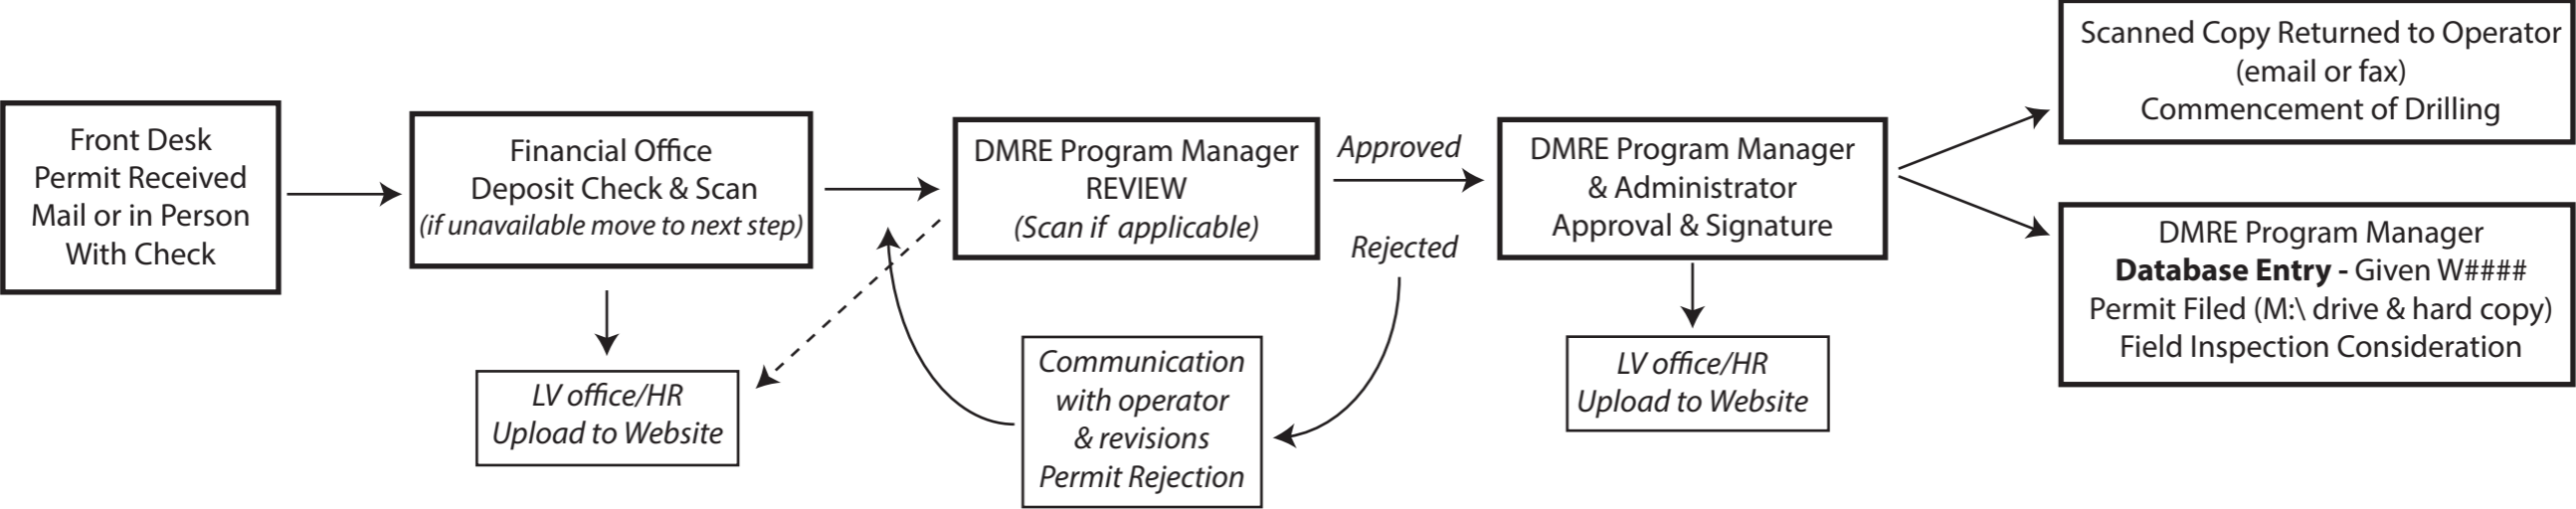 Front Desk
Permit Received
Mail or in Person
With Check
Financial Office
Deposit Check & Scan
(if unavailable move to next step)
LV office/HR
Upload to Website
DMRE Program Manager
REVIEW
(Scan if applicable)
Approved
Rejected
Communication
with operator
& revisions
Permit Rejection
DMRE Program Manager
& Administrator
Approval & Signature
LV office/HR
Upload to Website
Scanned Copy Returned to Operator
(email or fax)
Commencement of Drilling
DMRE Program Manager
Database Entry - Given W####
Permit Filed (M:\ drive & hard copy)
Field Inspection Consideration